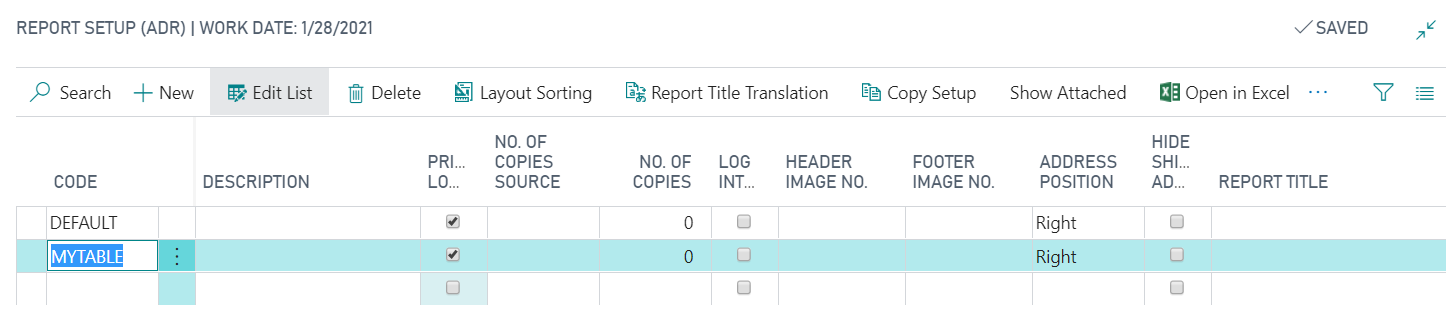 REPORT SETUP (ADR) | WORK DATE: 1/28/2021
SAVED
Search New Edit List Delete Layout Sorting Report Title Translation Copy Setup Show Attached Open in Excel ...
CODE DESCRIPTION PRI... LO... NO. OF COPIES SOURCE NO. OF COPIES LOG INT... HEADER IMAGE NO. FOOTER IMAGE NO. ADDRESS POSITION HIDE SHI... AD... REPORT TITLE
DEFAULT 0 Right
MYTABLE 0 Right